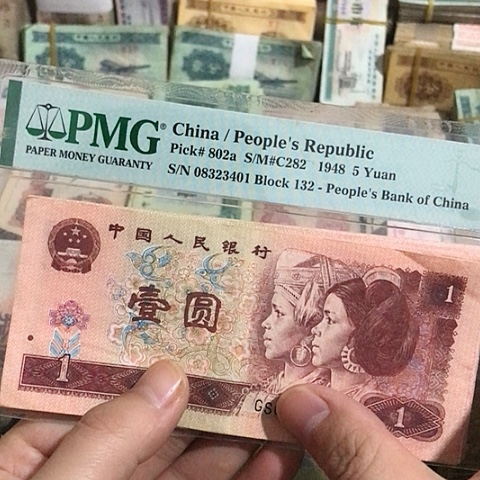 PMG®
PAPER MONEY GUARANTY
China / People's Republic
Pick# 802a S/M#C282 1948 5 Yuan
S/N 08323401 Block 132 - People's Bank of China
中国人民银行
壹圆
1
1
1
GS